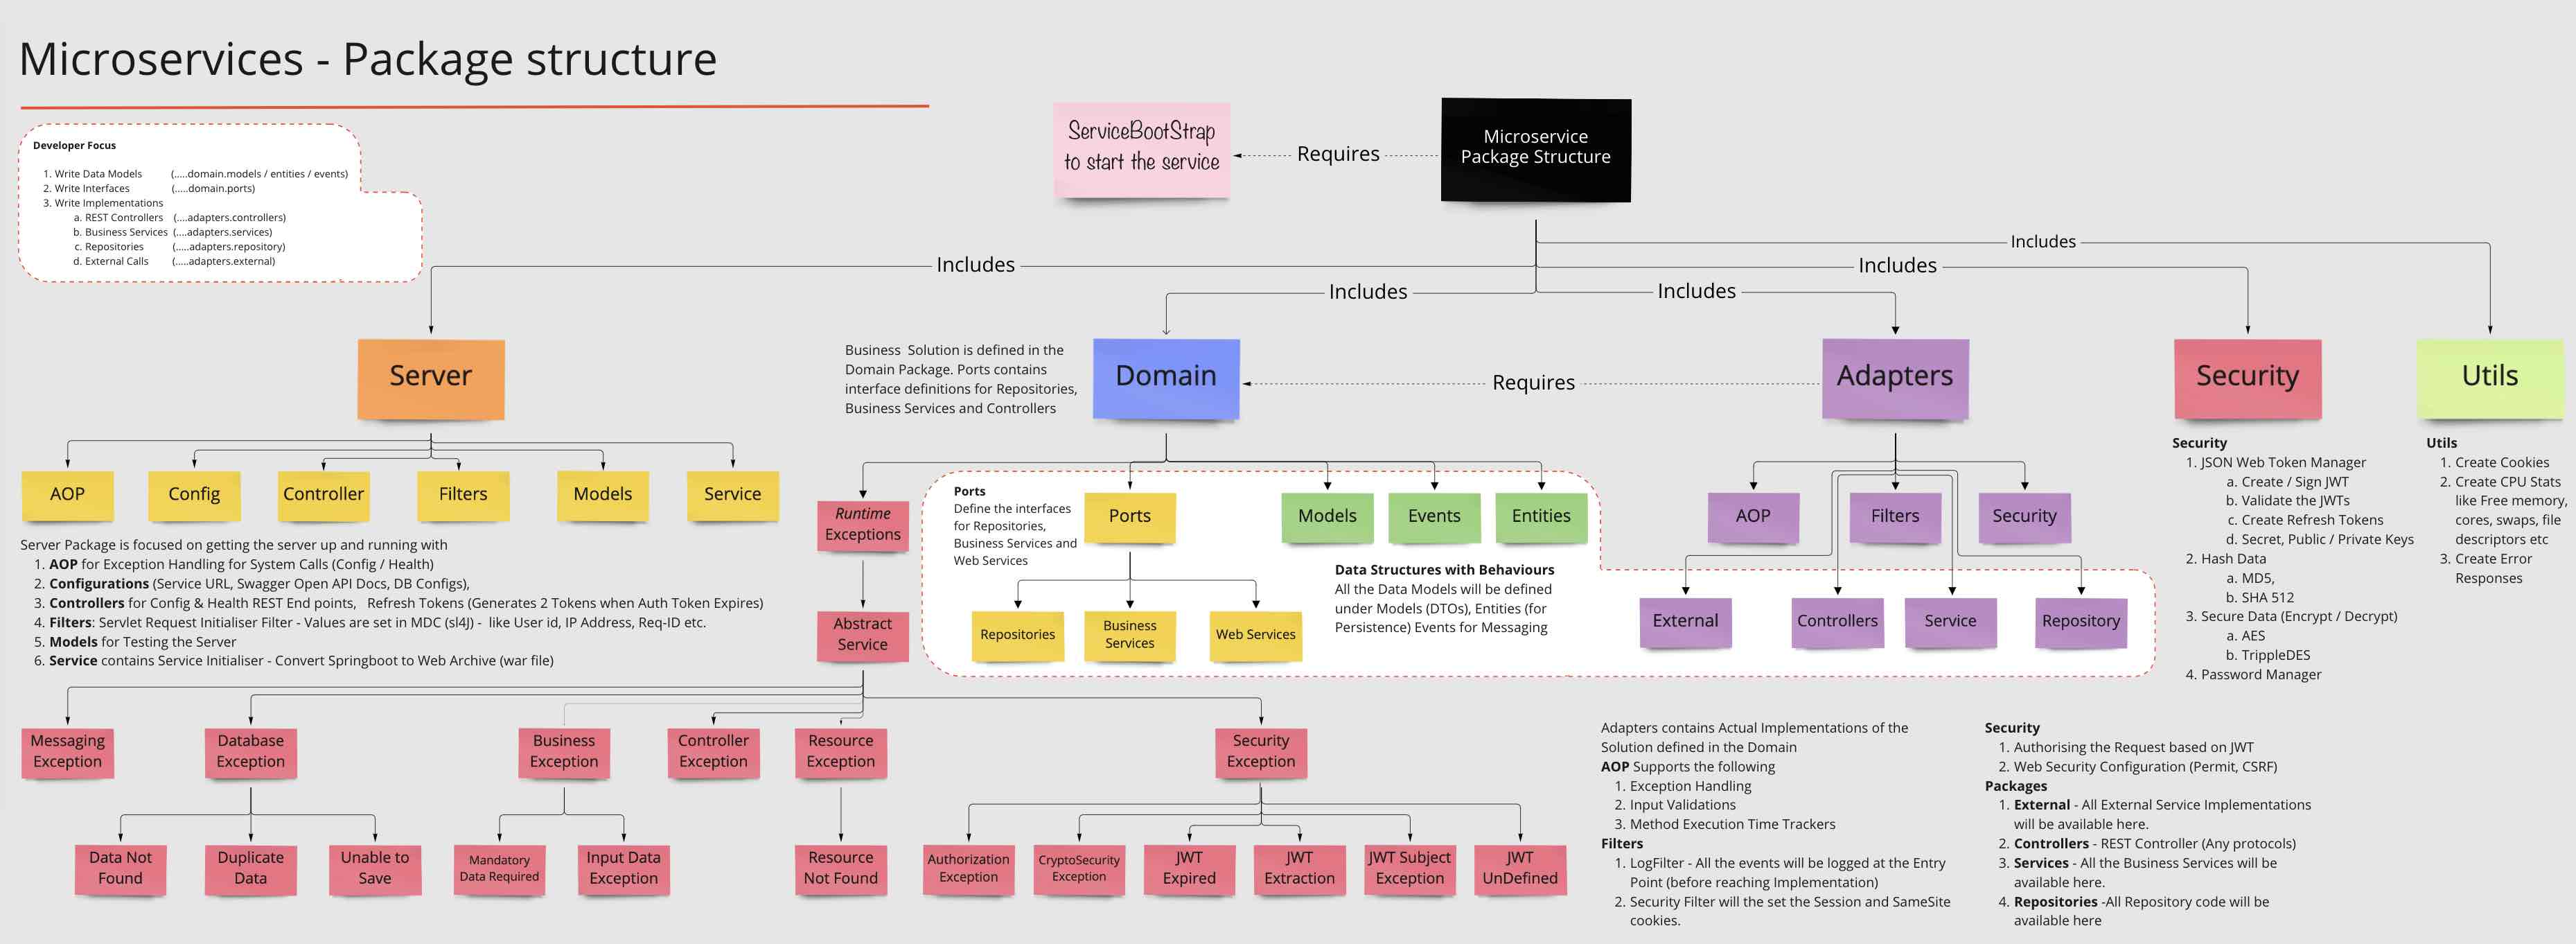 Microservices - Package structure
Developer Focus
1. Write Data Models (.....domain.models / entities / events)
2. Write Interfaces (.....domain.ports)
3. Write Implementations
a. REST Controllers (....adapters.controllers)
b. Business Services (....adapters.services)
c. Repositories (.....adapters.repository)
d. External Calls (.....adapters.external)
ServiceBootStrap
to start the service
Requires
Microservice
Package Structure
Includes
Includes
Includes
Includes
Includes
Server
Business Solution is defined in the
Domain Package. Ports contains
interface definitions for Repositories,
Business Services and Controllers
Domain
Requires
Adapters
Security
Utils
AOP
Config
Controller
Filters
Models
Service
Server Package is focused on getting the server up and running with
1. AOP for Exception Handling for System Calls (Config / Health)
2. Configurations (Service URL, Swagger Open API Docs, DB Configs),
3. Controllers for Config & Health REST End points, Refresh Tokens (Generates 2 Tokens when Auth Token Expires)
4. Filters: Servlet Request Initialiser Filter - Values are set in MDC (sl4J) - like User id, IP Address, Req-ID etc.
5. Models for Testing the Server
6. Service contains Service Initialiser - Convert Springboot to Web Archive (war file)
Runtime
Exceptions
Abstract
Service
Ports
Define the interfaces
for Repositories,
Business Services and
Web Services
Ports
Models
Events
Entities
Repositories
Business
Services
Web Services
Data Structures with Behaviours
All the Data Models will be defined
under Models (DTOs), Entities (for
Persistence) Events for Messaging
AOP
Filters
Security
External
Controllers
Service
Repository
Security
1. JSON Web Token Manager
a. Create / Sign JWT
b. Validate the JWTs
c. Create Refresh Tokens
d. Secret, Public / Private Keys
2. Hash Data
a. MD5,
b. SHA 512
3. Secure Data (Encrypt / Decrypt)
a. AES
b. TrippleDES
4. Password Manager
Utils
1. Create Cookies
2. Create CPU Stats
like Free memory,
cores, swaps, file
descriptors etc
3. Create Error
Responses
Messaging
Exception
Database
Exception
Business
Exception
Controller
Exception
Resource
Exception
Security
Exception
Data Not
Found
Duplicate
Data
Unable to
Save
Mandatory
Data Required
Input Data
Exception
Resource
Not Found
Authorization
Exception
CryptoSecurity
Exception
JWT
Expired
JWT
Extraction
JWT Subject
Exception
JWT
UnDefined
Adapters contains Actual Implementations of the
Solution defined in the Domain
AOP Supports the following
1. Exception Handling
2. Input Validations
3. Method Execution Time Trackers
Filters
1. LogFilter - All the events will be logged at the Entry
Point (before reaching Implementation)
2. Security Filter will the set the Session and SameSite
cookies.
Security
1. Authorising the Request based on JWT
2. Web Security Configuration (Permit, CSRF)
Packages
1. External - All External Service Implementations
will be available here.
2. Controllers - REST Controller (Any protocols)
3. Services - All the Business Services will be
available here.
4. Repositories -All Repository code will be
available here